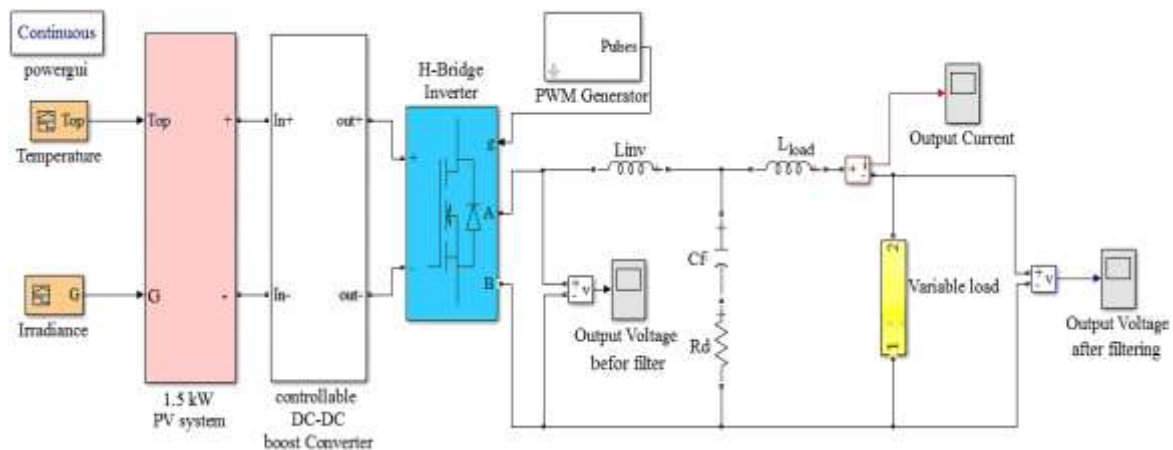 Continuous
powergui
Top
Temperature
G
Irradiance
Top
+
G
-
1.5 kW
PV system
In+
out+
In-
out-
controllable
DC-DC
boost Converter
H-Bridge
Inverter
+
-
g
A
B
Pulses
PWM Generator
Linv
Lload
Cf
Rd
+
-
v
Output Voltage
befor filter
+
-
i
Output Current
2
1
Variable load
+
-
v
Output Voltage
after filtering